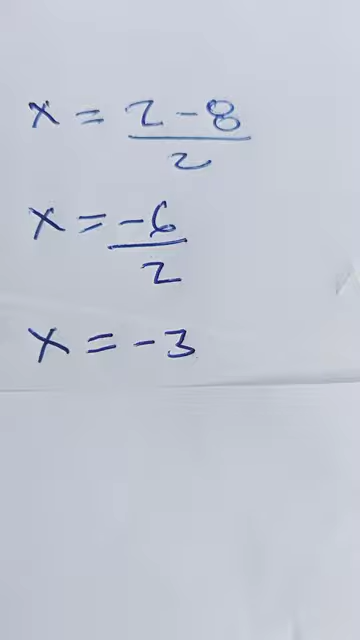 x = 2 - 8 / 2
x = -6 / 2
x = -3